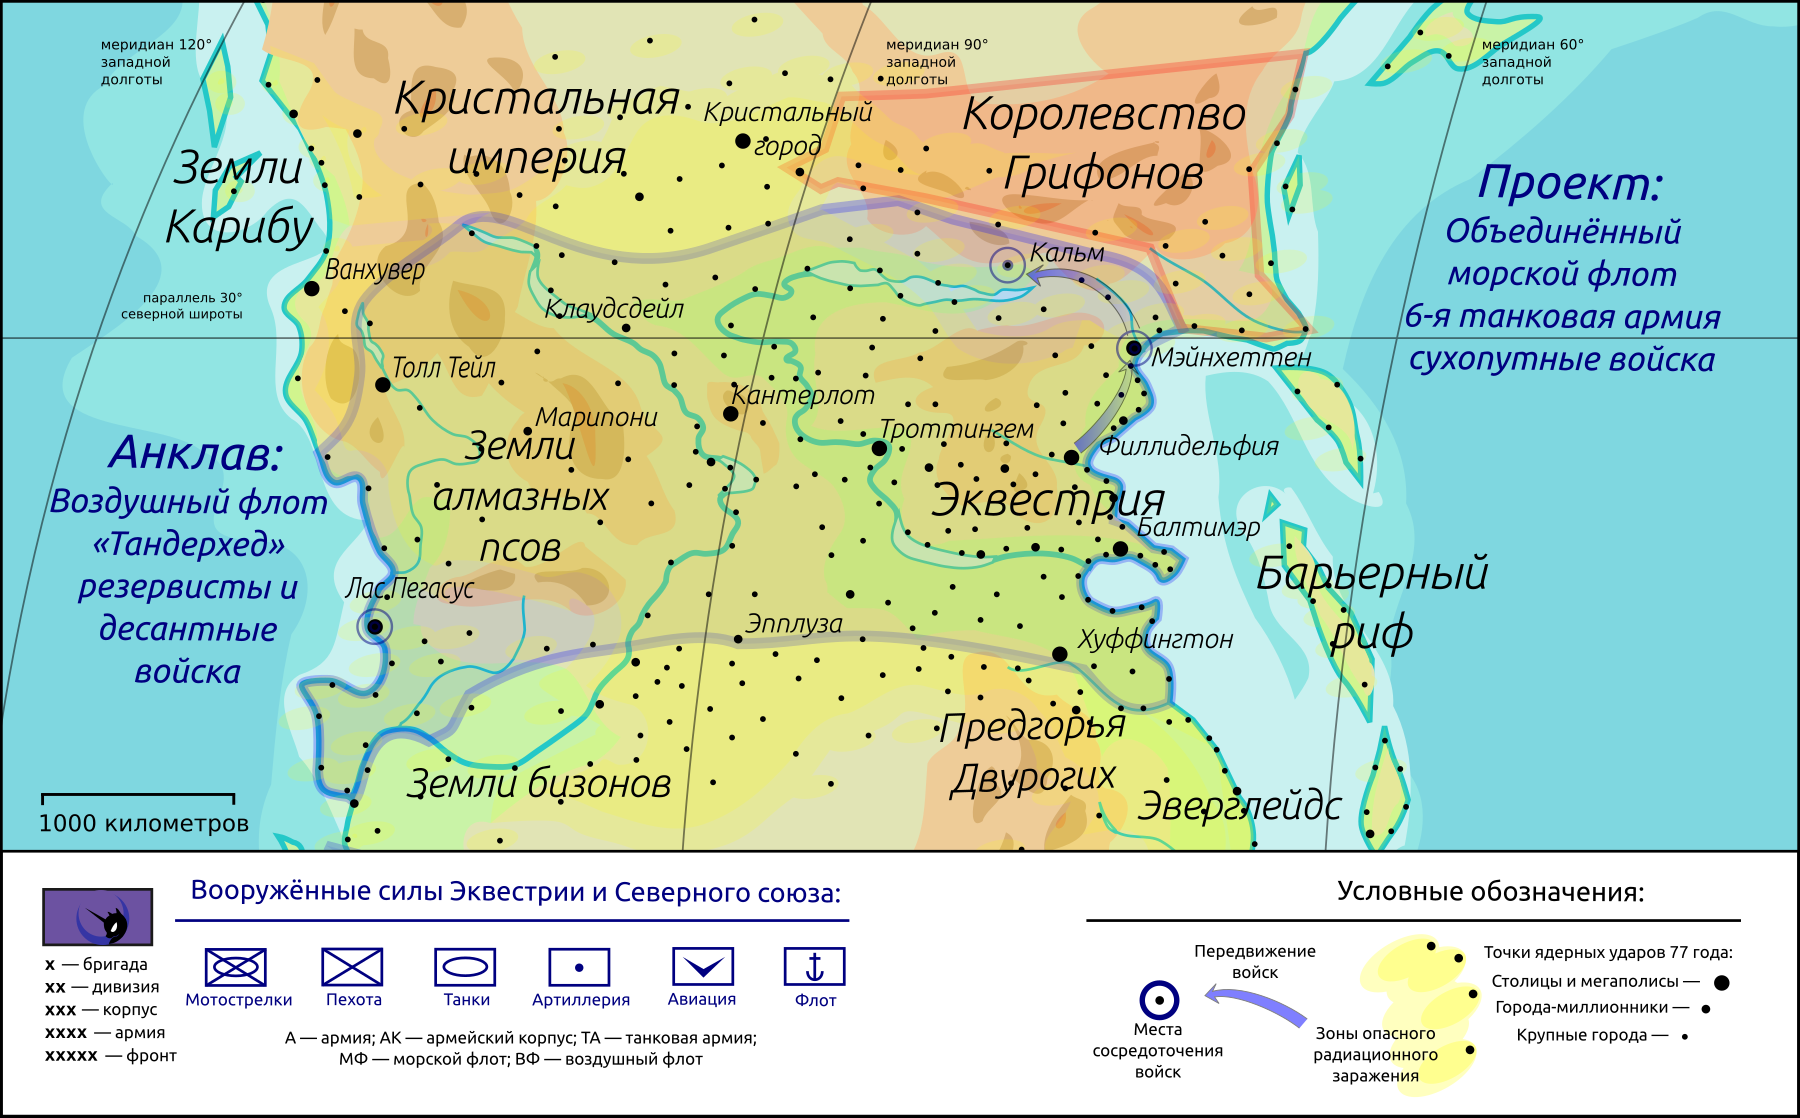 меридиан 120°
западной
долготы
меридиан 90°
западной
долготы
меридиан 60°
западной
долготы
Кристальная
империя
Кристальный
город
Королевство
Грифонов
Земли
Карибу
Проект:
Объединённый
морской флот
6-я танковая армия
сухопутные войска
Ванхувер
Кальм
параллель 30°
северной широты
Клаудсдейл
Мэйнхеттен
Толл Тейл
Кантерлот
Марипони
Троттингем
Филлидельфия
Земли
алмазных
псов
Анклав:
Воздушный флот
«Тандерхед»
резервисты и
десантные
войска
Эквестрия
Балтимэр
Лас Пегасус
Барьерный
риф
Эпплуза
Хуффингтон
Предгорья
Двурогих
Земли бизонов
Эверглейдс
1000 километров
Вооружённые силы Эквестрии и Северного союза:
x — бригада
xx — дивизия
xxx — корпус
xxxx — армия
xxxxx — фронт
Мотострелки
Пехота
Танки
Артиллерия
Авиация
Флот
А — армия; АК — армейский корпус; ТА — танковая армия;
МФ — морской флот; ВФ — воздушный флот
Условные обозначения:
Передвижение
войск
Места
сосредоточения
войск
Зоны опасного
радиационного
заражения
Точки ядерных ударов 77 года:
Столицы и мегаполисы —
Города-миллионники —
Крупные города —